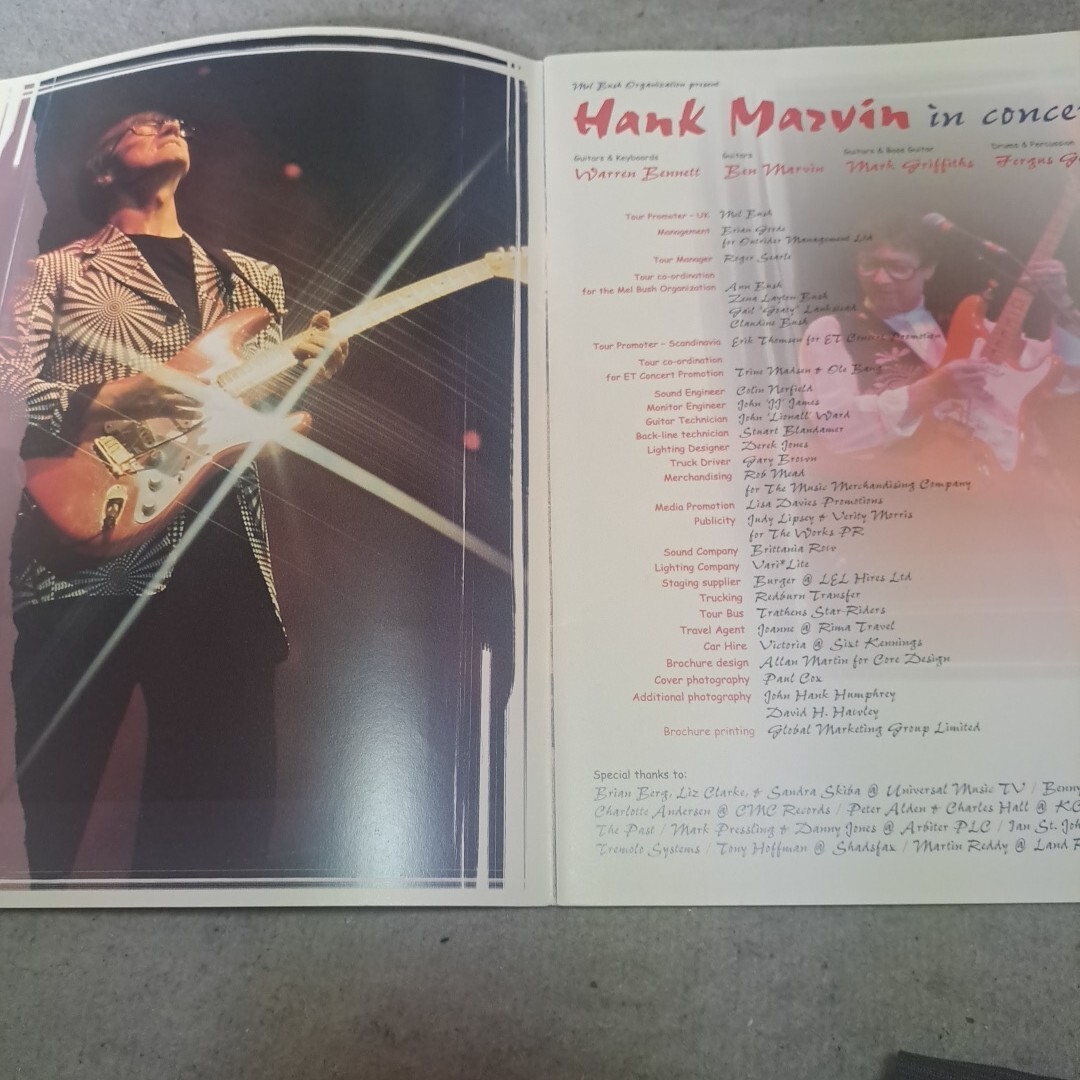 Mel Bush Organization present
Hank Marvin in conce
Guitars & Keyboards Guitars Guitars & Bass Guitar Drums & Percussion
Warren Bennett Ben Marvin Mark Griffiths Fergus G
Tour Promoter – UK Mel Bush
Management Brian Goode
for Outrider Management Ltd
Tour Manager Roger Searle
Tour co-ordination
for the Mel Bush Organization Ann Bush
Zena Layton Bush
Gail "Goaty" Lambourn
Claudine Bush
Tour Promoter – Scandinavia Erik Thomsen for ET Concert Promotion
Tour co-ordination
for ET Concert Promotion Trine Madsen & Ole Bang
Sound Engineer Colin Norfield
Monitor Engineer John 'JJ' James
Guitar Technician John 'Lionall' Ward
Back-line technician Stuart Blandamer
Lighting Designer Derek Jones
Truck Driver Gary Brown
Merchandising Rob Mead
for The Music Merchandising Company
Media Promotion Lisa Davies Promotions
Publicity Judy Lipsey & Verity Morris
for The Works PR
Sound Company Brittania Row
Lighting Company Vari*Lite
Staging supplier Burger @ LEL Hires Ltd
Trucking Redburn Transfer
Tour Bus Trathens Star-Riders
Travel Agent Joanne @ Rima Travel
Car Hire Victoria @ Sixt Kennings
Brochure design Allan Martin for Core Design
Cover photography Paul Cox
Additional photography John Hank Humphrey
David H. Hawley
Brochure printing Global Marketing Group Limited
Special thanks to:
Brian Berg, Liz Clarke, & Sandra Skiba @ Universal Music TV / Benny
Charlotte Andersen @ CMC Records / Peter Alden & Charles Hall @ KC
The Past / Mark Pressling & Danny Jones @ Arbiter PLC / Ian St. Joh
Tremolo Systems / Tony Hoffman @ Shadsfax / Martin Reddy @ Land R